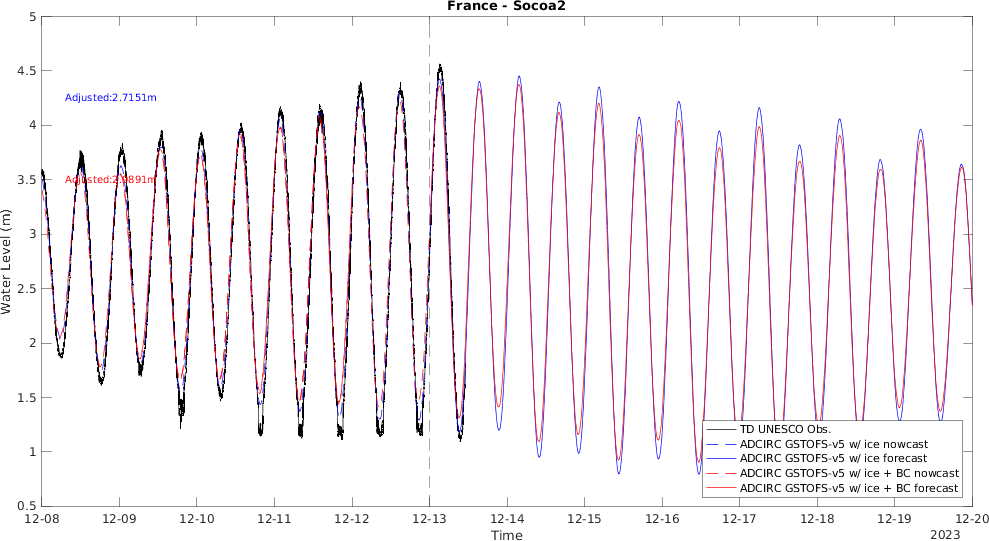 France - Socoa2
5
4.5
4
3.5
3
2.5
2
1.5
1
0.5
Water Level (m)
Adjusted:2.7151m
TD UNESCO Obs.
ADCIRC GSTOFS-v5 w/ ice nowcast
ADCIRC GSTOFS-v5 w/ ice forecast
ADCIRC GSTOFS-v5 w/ ice + BC nowcast
ADCIRC GSTOFS-v5 w/ ice + BC forecast
12-08 12-09 12-10 12-11 12-12 12-13 12-14 12-15 12-16 12-17 12-18 12-19 12-20
Time
2023